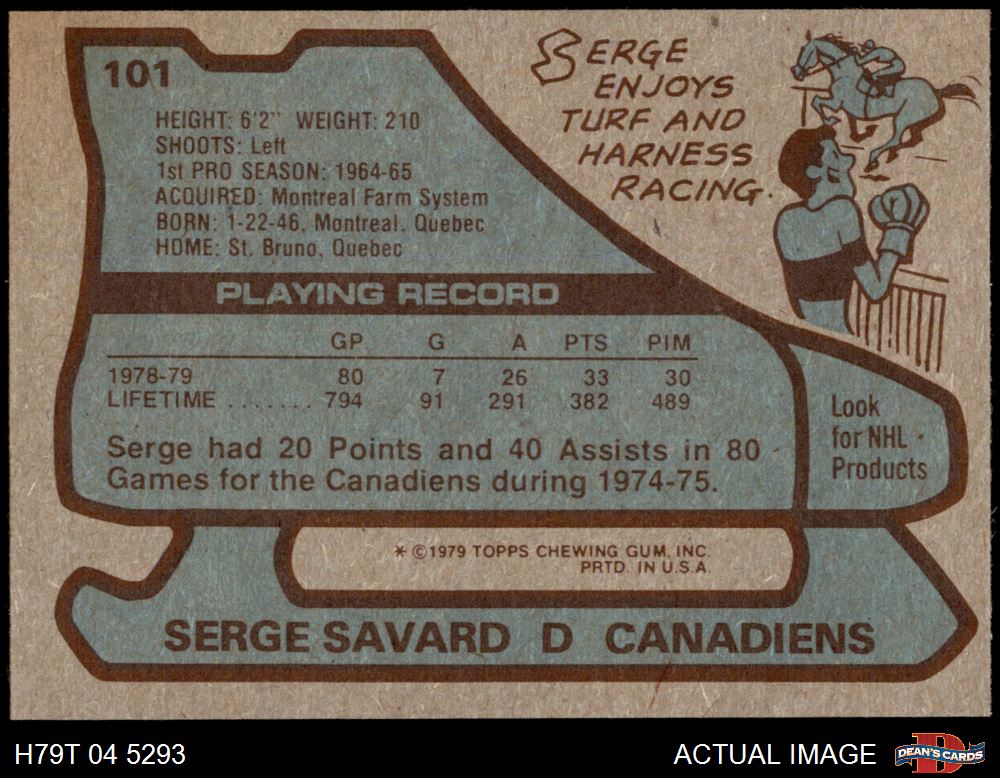 101
HEIGHT: 6'2" WEIGHT: 210
SHOOTS: Left
1st PRO SEASON: 1964-65
ACQUIRED: Montreal Farm System
BORN: 1-22-46, Montreal, Quebec
HOME: St. Bruno, Quebec
SERGE
ENJOYS
TURF AND
HARNESS
RACING.
PLAYING RECORD
GP G A PTS PIM
1978-79 80 7 26 33 30
LIFETIME ....... 794 91 291 382 489
Serge had 20 Points and 40 Assists in 80
Games for the Canadiens during 1974-75.
Look
for NHL
Products
* ©1979 TOPPS CHEWING GUM, INC.
PRTD. IN U.S.A.
SERGE SAVARD D CANADIENS
H79T 04 5293
ACTUAL IMAGE
DEAN'S CARDS